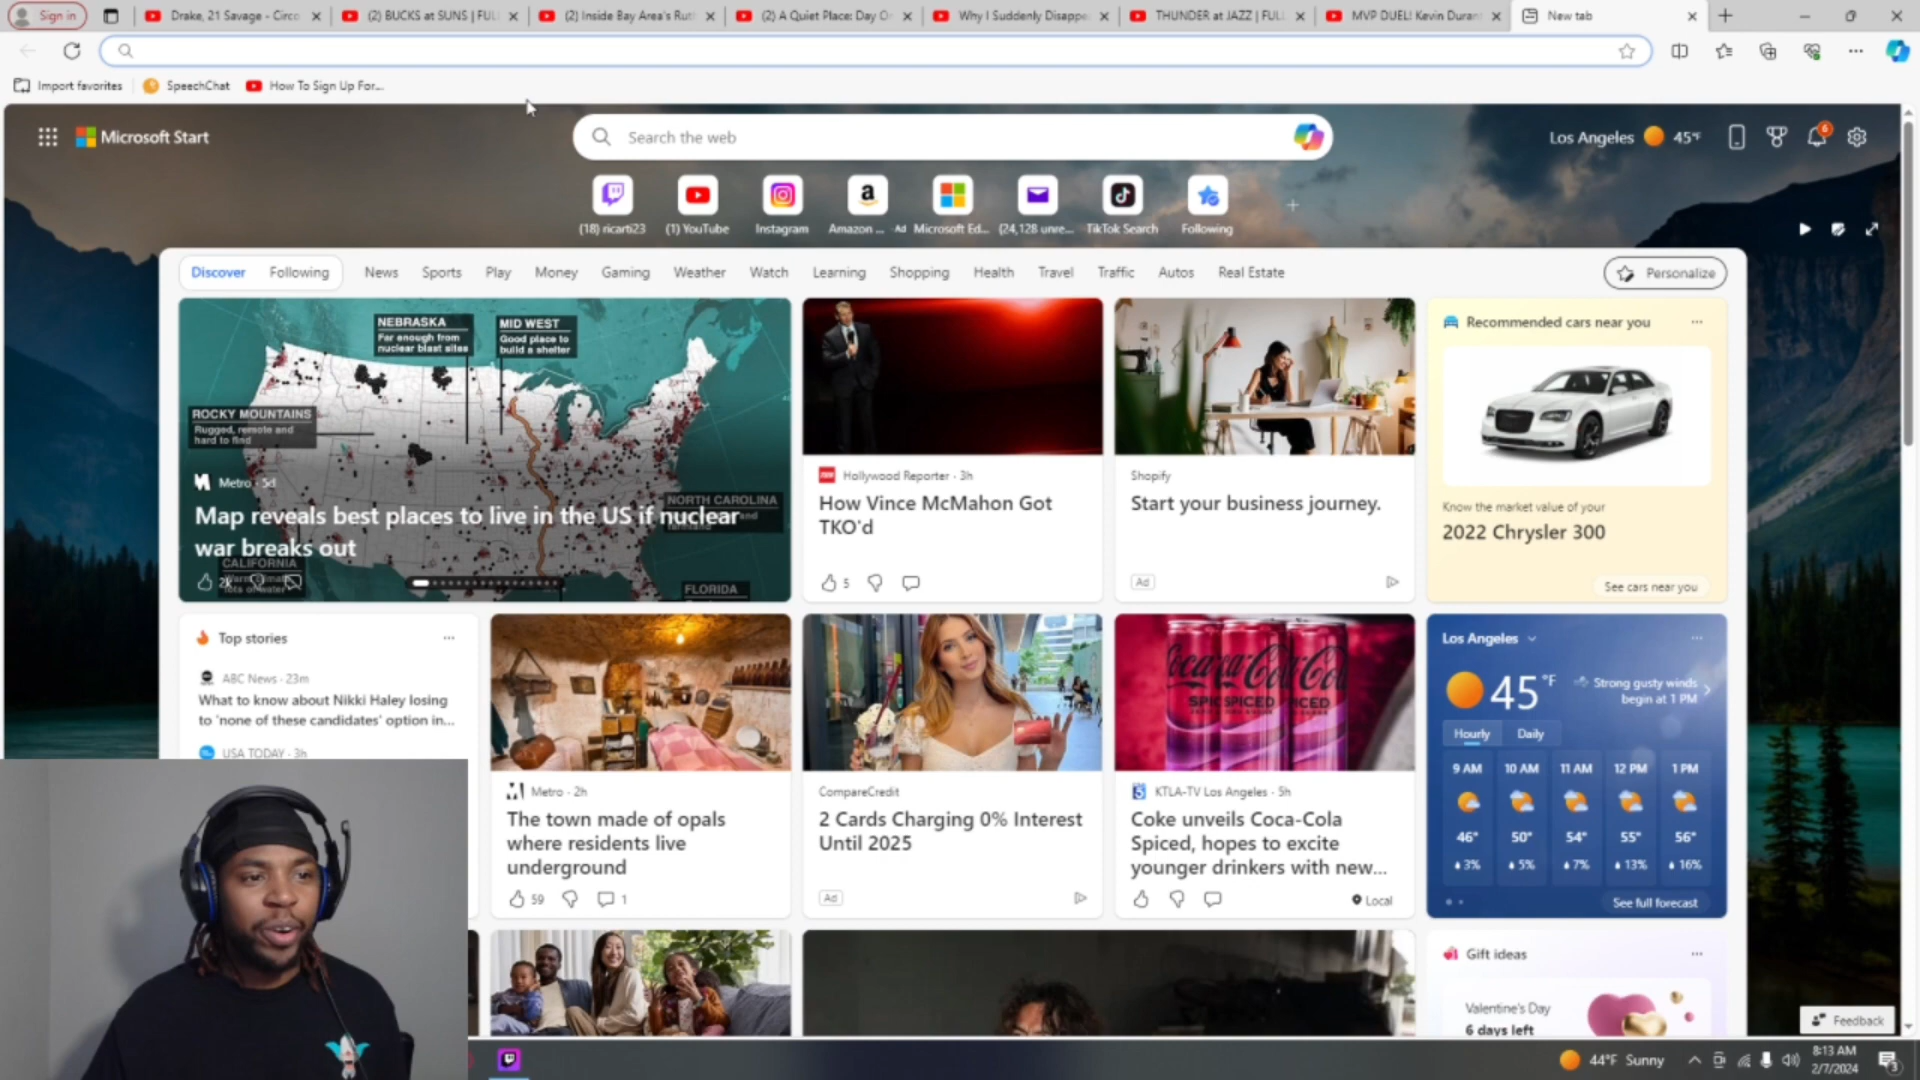 Sign in
Drake, 21 Savage - Circo
(2) BUCKS at SUNS | FUL
(2) Inside Bay Area's Rut
(2) A Quiet Place: Day O
Why I Suddenly Disappe
THUNDER at JAZZ | FULL
MVP DUEL! Kevin Duran
New tab
Import favorites
SpeechChat
How To Sign Up For...
Microsoft Start
Search the web
Los Angeles
45°F
6
(18) ricarti23
(1) YouTube
Instagram
Amazon ...
Ad
Microsoft Ed...
(24,128 unre...
TikTok Search
Following
Discover
Following
News
Sports
Play
Money
Gaming
Weather
Watch
Learning
Shopping
Health
Travel
Traffic
Autos
Real Estate
Personalize
NEBRASKA
Far enough from
nuclear blast sites
MID WEST
Good place to
build a shelter
ROCKY MOUNTAINS
Rugged, remote and
hard to find
NORTH CAROLINA
Metro · 5d
Map reveals best places to live in the US if nuclear
war breaks out
CALIFORNIA
Warm climate
lots of water
2k
FLORIDA
Hollywood Reporter · 3h
How Vince McMahon Got
TKO'd
5
Shopify
Start your business journey.
Ad
Recommended cars near you
Know the market value of your
2022 Chrysler 300
See cars near you
Top stories
ABC News · 23m
What to know about Nikki Haley losing
to 'none of these candidates' option in...
USA TODAY · 3h
Metro · 2h
The town made of opals
where residents live
underground
59
1
CompareCredit
2 Cards Charging 0% Interest
Until 2025
Ad
Coca-Cola
SPICED
KTLA-TV Los Angeles · 5h
Coke unveils Coca-Cola
Spiced, hopes to excite
younger drinkers with new...
Local
Los Angeles
45°F
Strong gusty winds
begin at 1 PM
Hourly
Daily
9 AM
10 AM
11 AM
12 PM
1 PM
46°
50°
54°
55°
56°
3%
5%
7%
13%
16%
See full forecast
Gift ideas
Valentine's Day
6 days left
Feedback
44°F Sunny
8:13 AM
2/7/2024
3